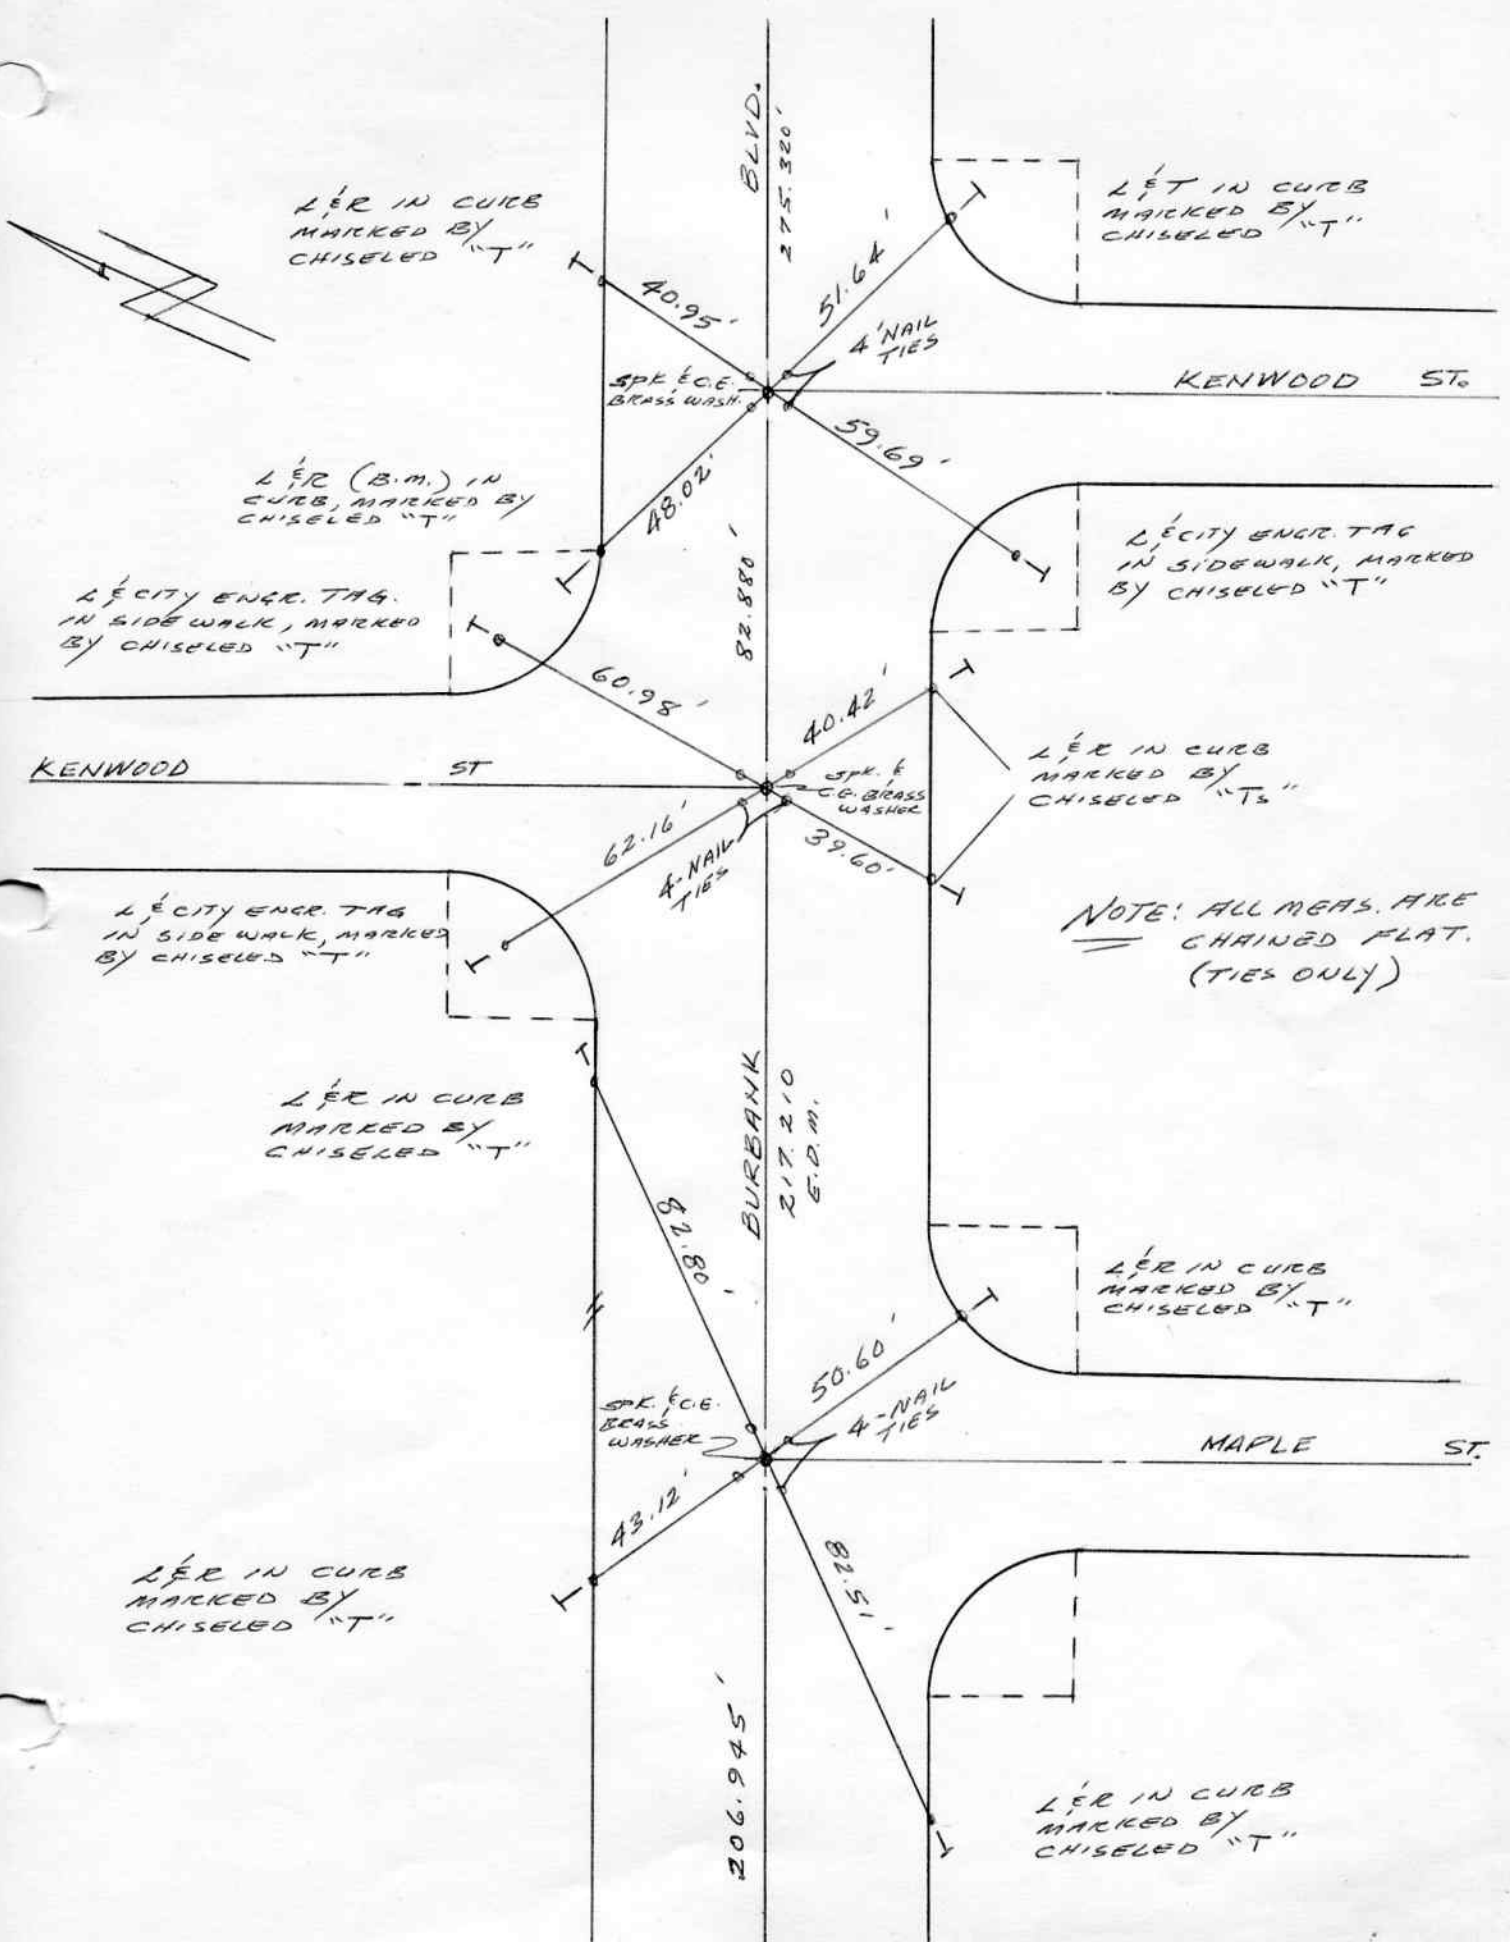 BLVD.
275.320'
L & R IN CURB
MARKED BY
CHISELED "T"
L & T IN CURB
MARKED BY
CHISELED "T"
40.95'
51.64'
4' NAIL
TIES
SPK & C.E.
BRASS WASH.
KENWOOD ST.
59.69'
48.02'
L & R (B.M.) IN
CURB, MARKED BY
CHISELED "T"
82.880'
L & CITY ENGR. TAG
IN SIDEWALK, MARKED
BY CHISELED "T"
L & CITY ENGR. TAG.
IN SIDE WALK, MARKED
BY CHISELED "T"
60.98'
40.42'
KENWOOD ST
SPK. &
C.E. BRASS
WASHER
L & R IN CURB
MARKED BY
CHISELED "Ts"
62.16'
4-NAIL
TIES
39.60'
L & CITY ENGR. TAG
IN SIDE WALK, MARKED
BY CHISELED "T"
NOTE: ALL MEAS. ARE
CHAINED FLAT.
(TIES ONLY)
L & R IN CURB
MARKED BY
CHISELED "T"
BURBANK
217.210
E.D.M.
82.80'
L & R IN CURB
MARKED BY
CHISELED "T"
50.60'
4-NAIL
TIES
SPK. & C.E.
BRASS
WASHER
MAPLE ST.
43.12'
82.51'
L & R IN CURB
MARKED BY
CHISELED "T"
206.945'
L & R IN CURB
MARKED BY
CHISELED "T"